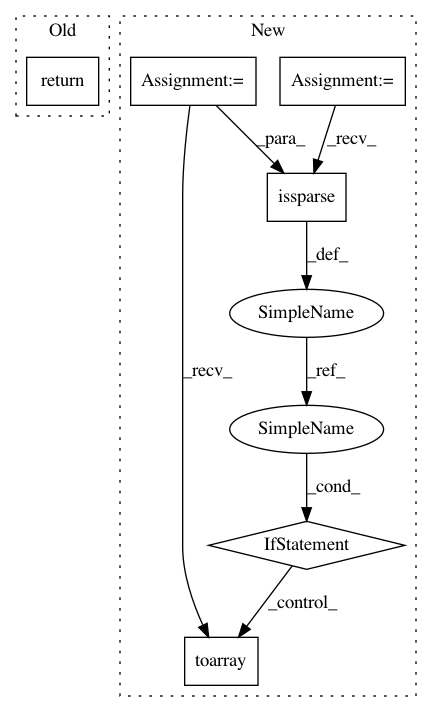 Old
New
return
Assignment:=
Assignment:=
_para_
_recv_
issparse
_def_
SimpleName
_recv_
_ref_
SimpleName
_cond_
IfStatement
_control_
toarray